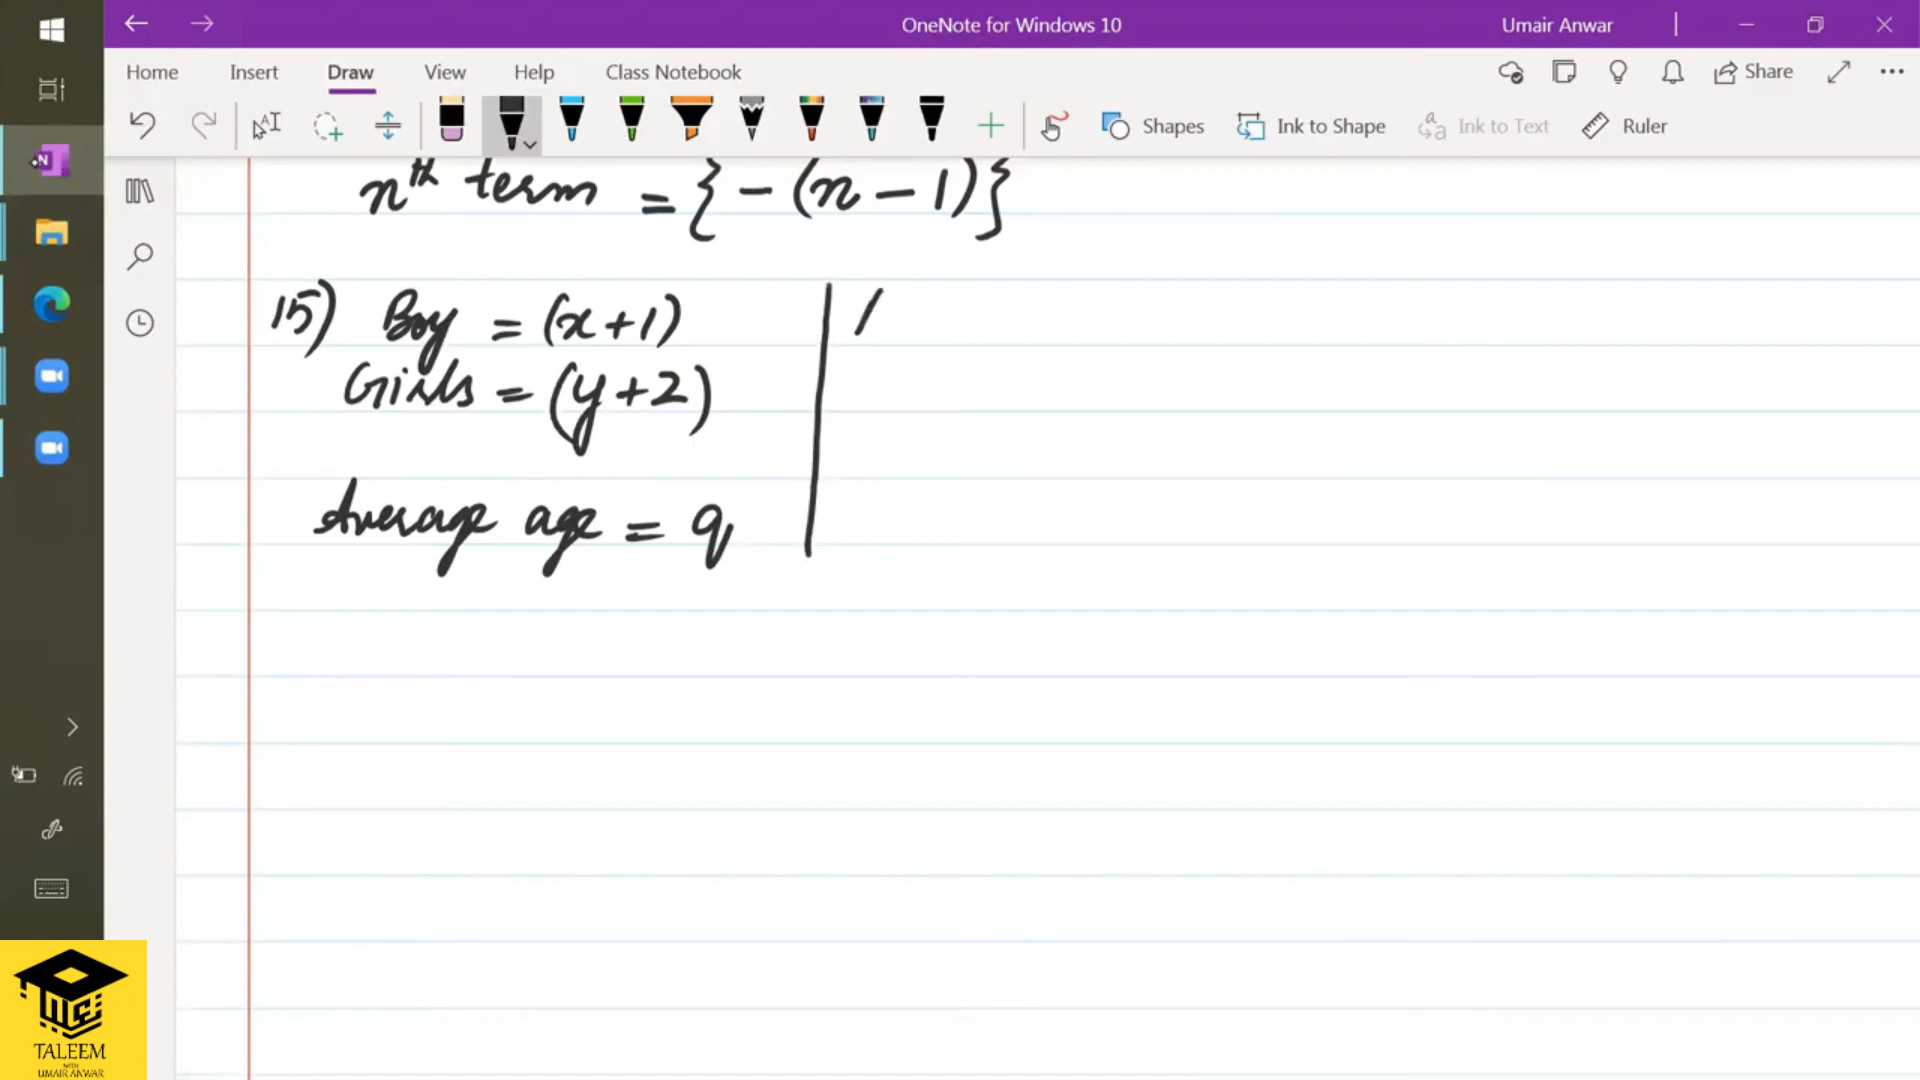 OneNote for Windows 10
Umair Anwar
Home Insert Draw View Help Class Notebook
Share
Shapes Ink to Shape Ink to Text Ruler
nth term = {-(n-1)}
15) Boy = (x+1)
Girls = (y+2)
Average age = q
TALEEM
WITH
UMAIR ANWAR